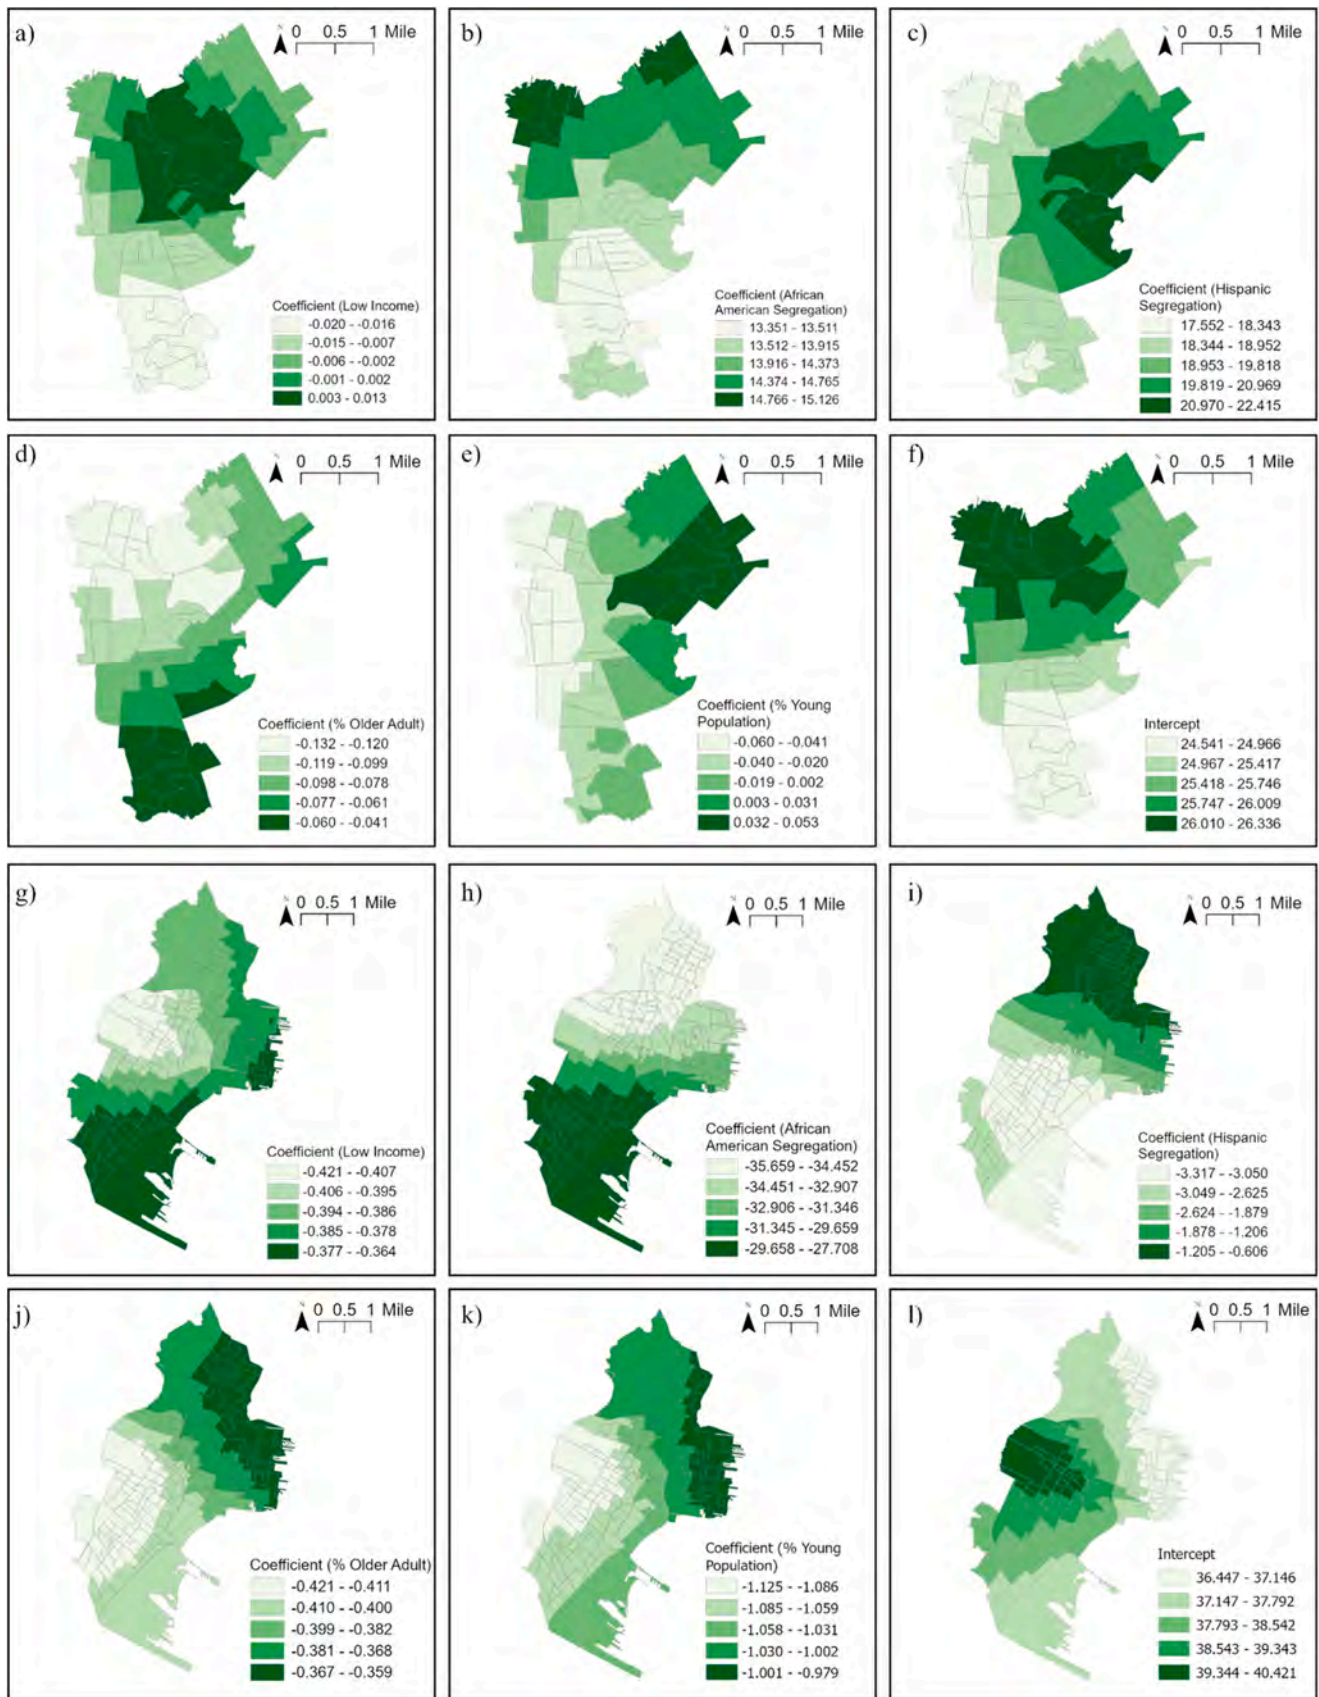 a)
N
0 0.5 1 Mile
Coefficient (Low Income)
-0.020 - -0.016
-0.015 - -0.007
-0.006 - -0.002
-0.001 - 0.002
0.003 - 0.013
b)
N
0 0.5 1 Mile
Coefficient (African
American Segregation)
13.351 - 13.511
13.512 - 13.915
13.916 - 14.373
14.374 - 14.765
14.766 - 15.126
c)
N
0 0.5 1 Mile
Coefficient (Hispanic
Segregation)
17.552 - 18.343
18.344 - 18.952
18.953 - 19.818
19.819 - 20.969
20.970 - 22.415
d)
N
0 0.5 1 Mile
Coefficient (% Older Adult)
-0.132 - -0.120
-0.119 - -0.099
-0.098 - -0.078
-0.077 - -0.061
-0.060 - -0.041
e)
N
0 0.5 1 Mile
Coefficient (% Young
Population)
-0.060 - -0.041
-0.040 - -0.020
-0.019 - 0.002
0.003 - 0.031
0.032 - 0.053
f)
N
0 0.5 1 Mile
Intercept
24.541 - 24.966
24.967 - 25.417
25.418 - 25.746
25.747 - 26.009
26.010 - 26.336
g)
N
0 0.5 1 Mile
Coefficient (Low Income)
-0.421 - -0.407
-0.406 - -0.395
-0.394 - -0.386
-0.385 - -0.378
-0.377 - -0.364
h)
N
0 0.5 1 Mile
Coefficient (African
American Segregation)
-35.659 - -34.452
-34.451 - -32.907
-32.906 - -31.346
-31.345 - -29.659
-29.658 - -27.708
i)
N
0 0.5 1 Mile
Coefficient (Hispanic
Segregation)
-3.317 - -3.050
-3.049 - -2.625
-2.624 - -1.879
-1.878 - -1.206
-1.205 - -0.606
j)
N
0 0.5 1 Mile
Coefficient (% Older Adult)
-0.421 - -0.411
-0.410 - -0.400
-0.399 - -0.382
-0.381 - -0.368
-0.367 - -0.359
k)
N
0 0.5 1 Mile
Coefficient (% Young
Population)
-1.125 - -1.086
-1.085 - -1.059
-1.058 - -1.031
-1.030 - -1.002
-1.001 - -0.979
l)
N
0 0.5 1 Mile
Intercept
36.447 - 37.146
37.147 - 37.792
37.793 - 38.542
38.543 - 39.343
39.344 - 40.421